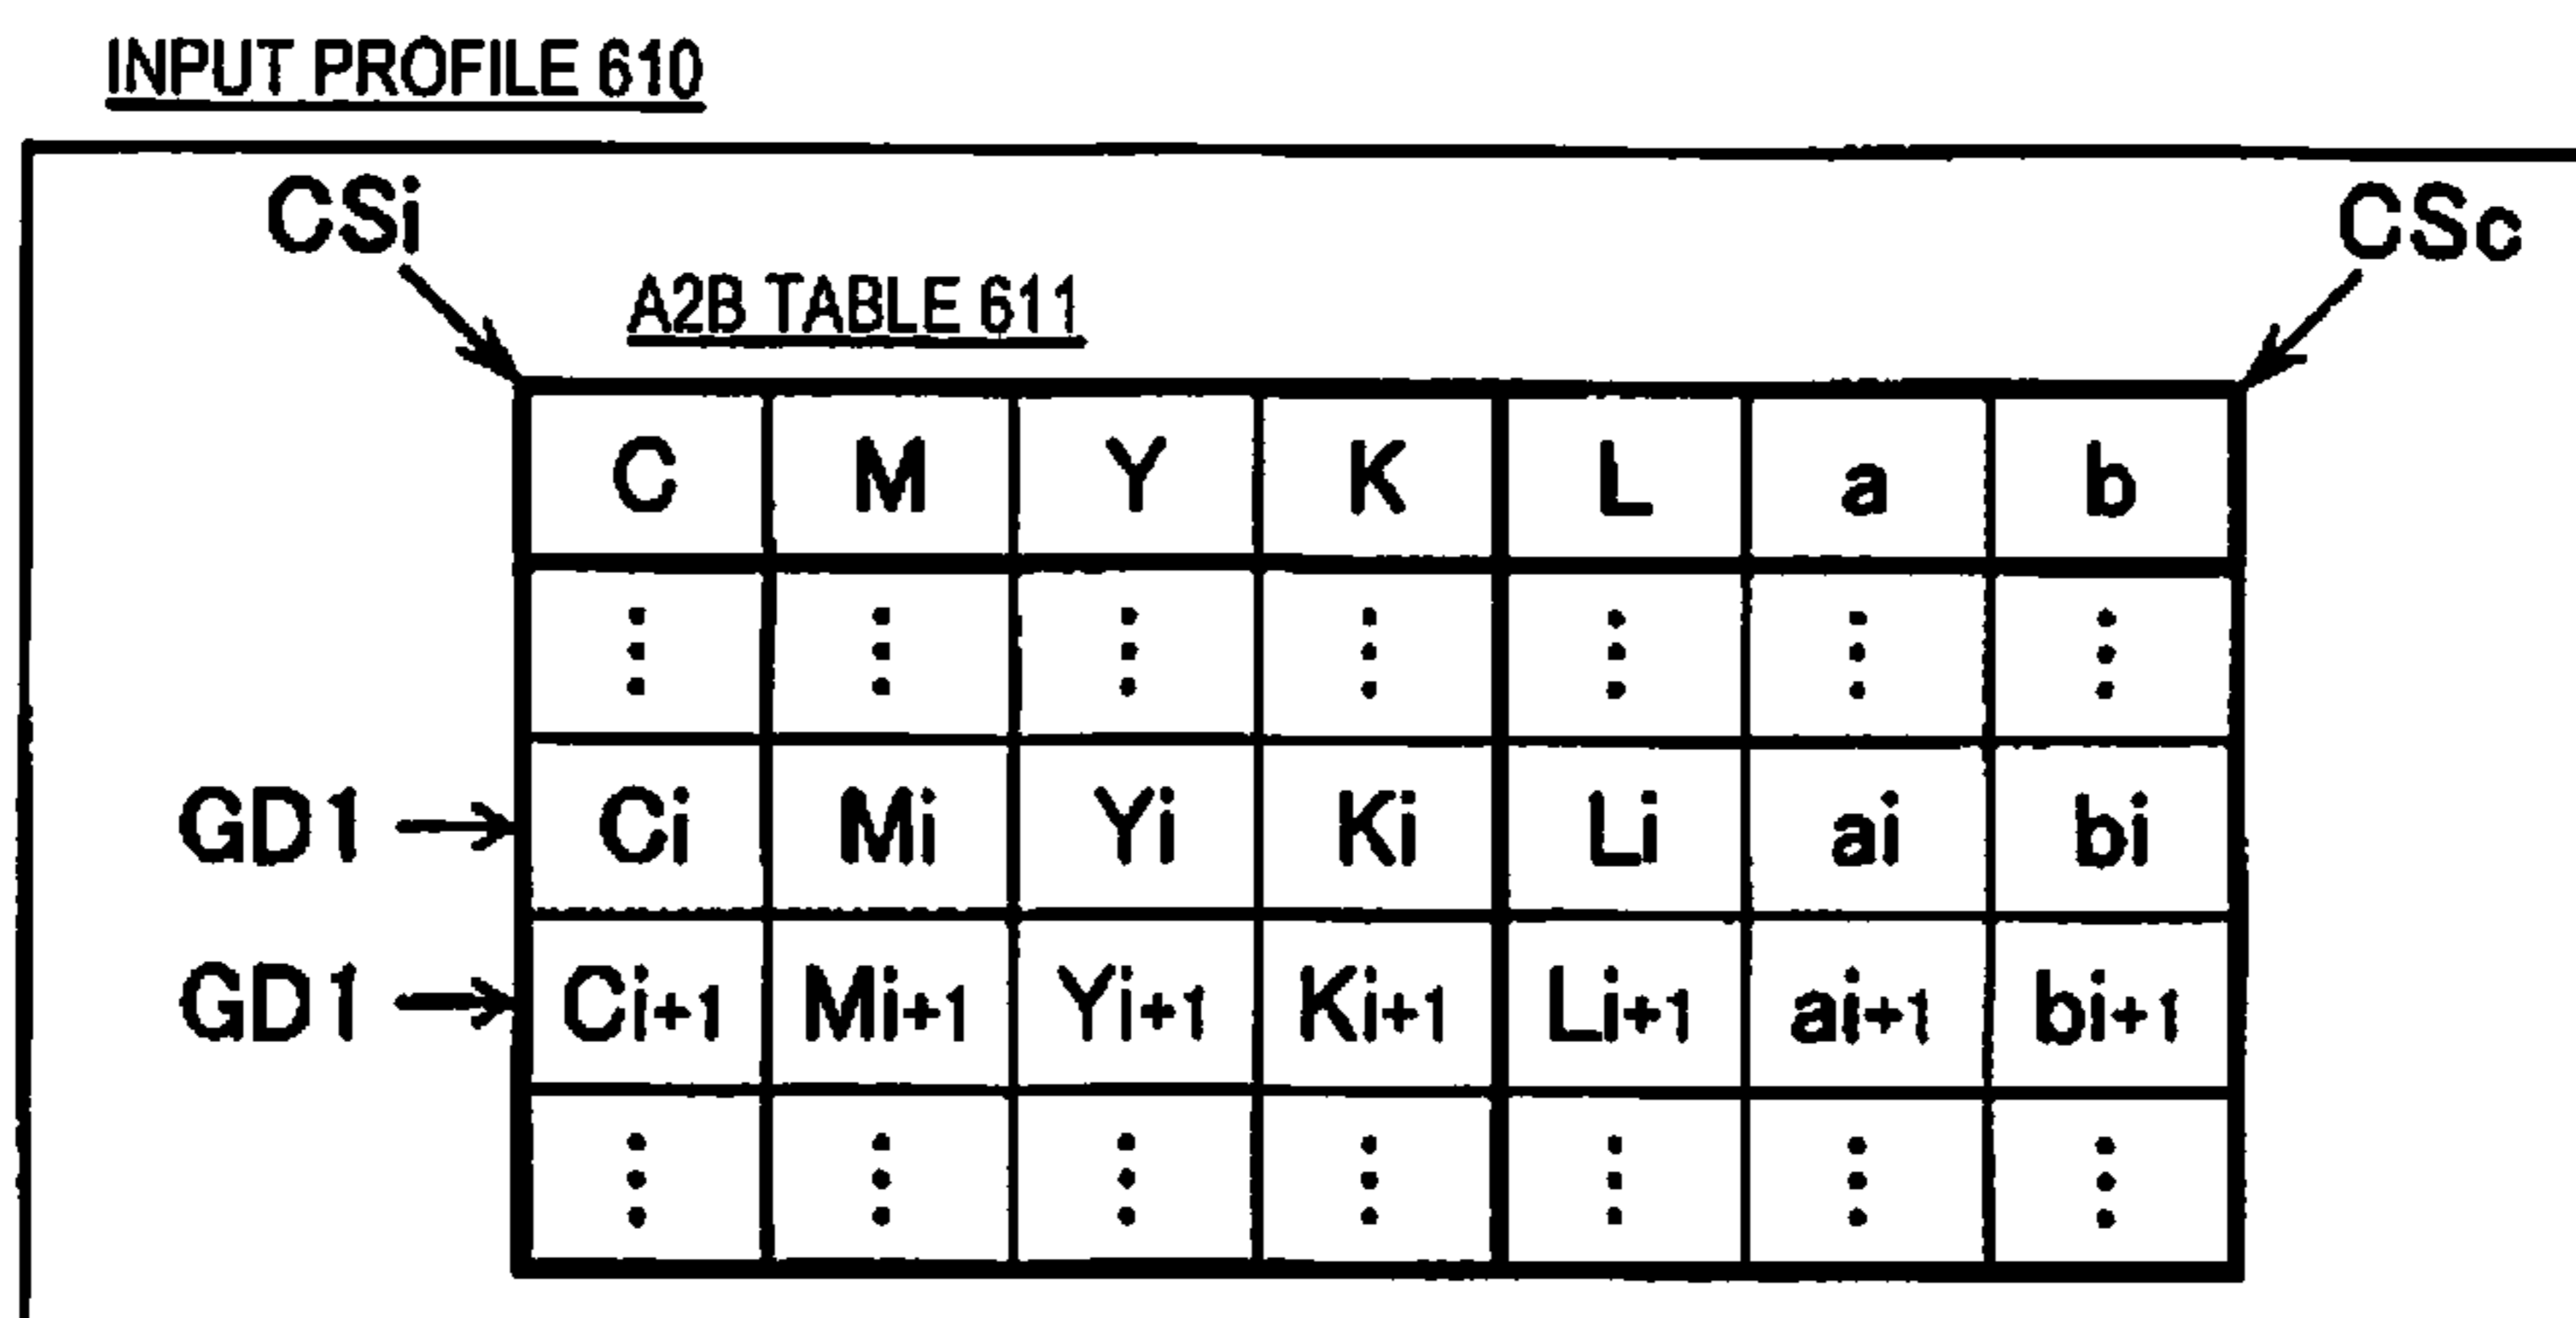 INPUT PROFILE 610
CSi CSc
A2B TABLE 611
C M Y K L a b
⋮ ⋮ ⋮ ⋮ ⋮ ⋮ ⋮
GD1 Ci Mi Yi Ki Li ai bi
GD1 Ci+1 Mi+1 Yi+1 Ki+1 Li+1 ai+1 bi+1
⋮ ⋮ ⋮ ⋮ ⋮ ⋮ ⋮